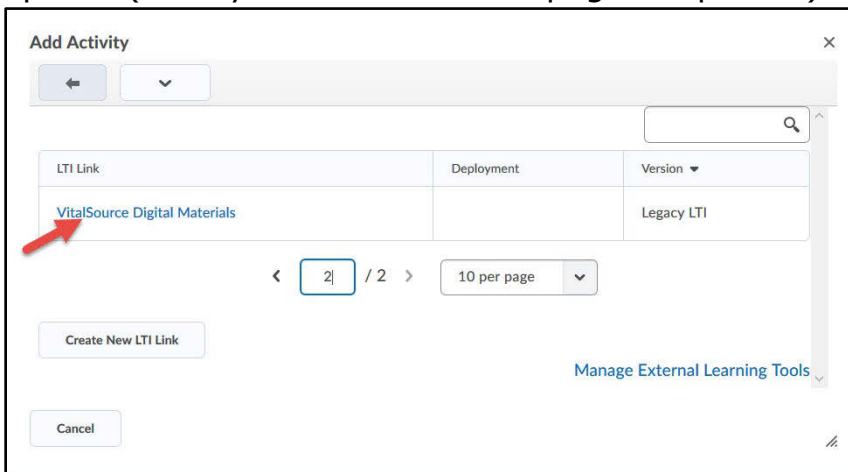 Add Activity
LTI Link Deployment Version
VitalSource Digital Materials Legacy LTI
2 / 2 10 per page
Create New LTI Link
Manage External Learning Tools
Cancel